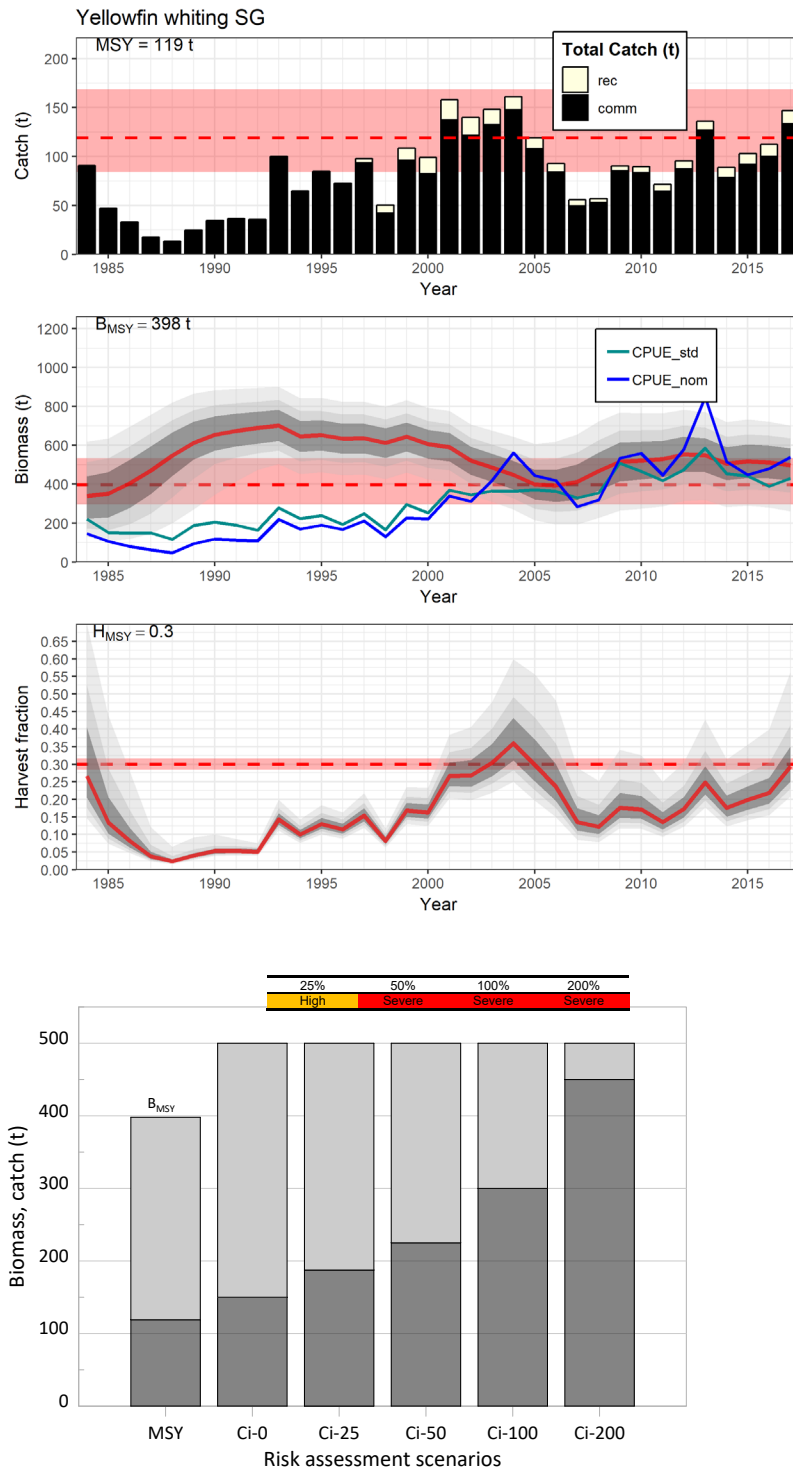 Yellowfin whiting SG
MSY = 119 t
Total Catch (t)
rec
comm
Catch (t)
200
150
100
50
0
1985 1990 1995 2000 2005 2010 2015
Year
BMSY = 398 t
CPUE_std
CPUE_nom
Biomass (t)
1200
1000
800
600
400
200
0
1985 1990 1995 2000 2005 2010 2015
Year
HMSY = 0.3
Harvest fraction
0.65
0.60
0.55
0.50
0.45
0.40
0.35
0.30
0.25
0.20
0.15
0.10
0.05
0.00
1985 1990 1995 2000 2005 2010 2015
Year
25% 50% 100% 200%
High Severe Severe Severe
Biomass, catch (t)
500
400
300
200
100
0
BMSY
MSY Ci-0 Ci-25 Ci-50 Ci-100 Ci-200
Risk assessment scenarios